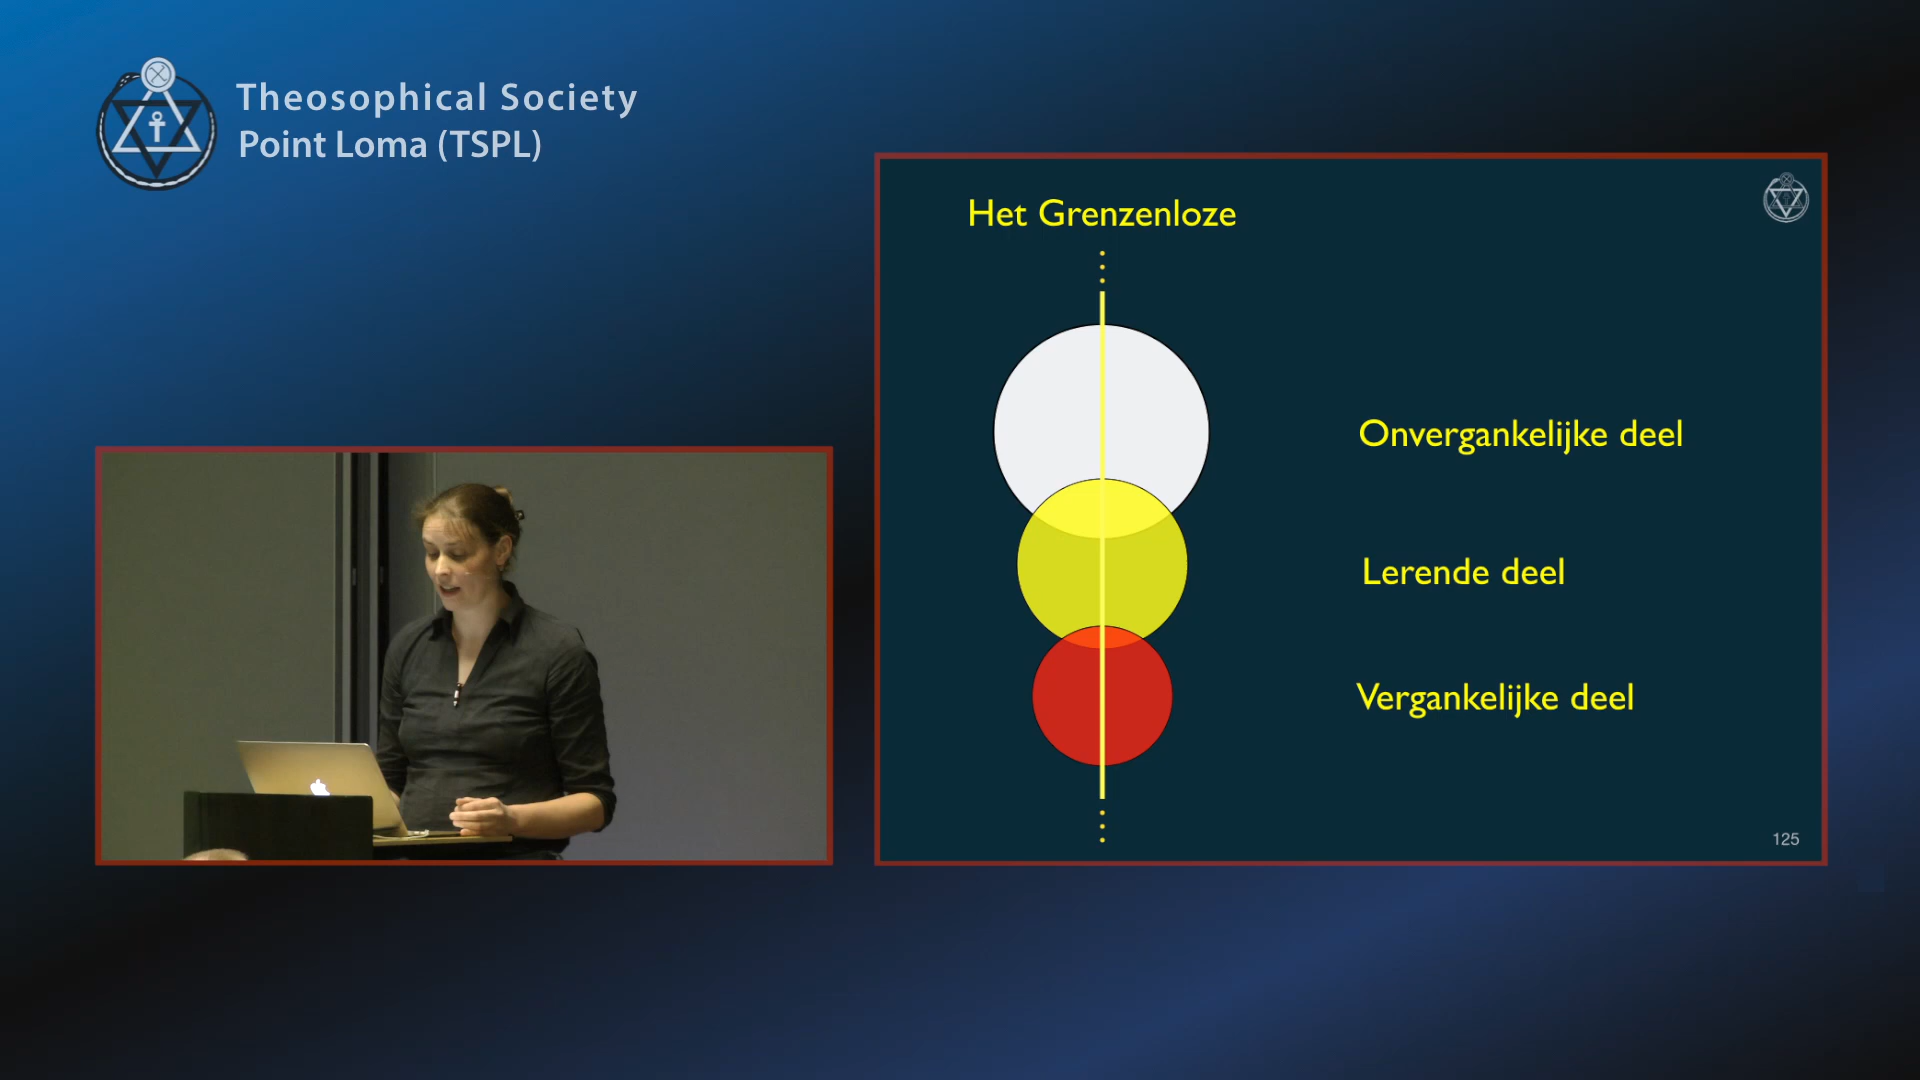 Theosophical Society
Point Loma (TSPL)
Het Grenzenloze
Onvergankelijke deel
Lerende deel
Vergankelijke deel
125